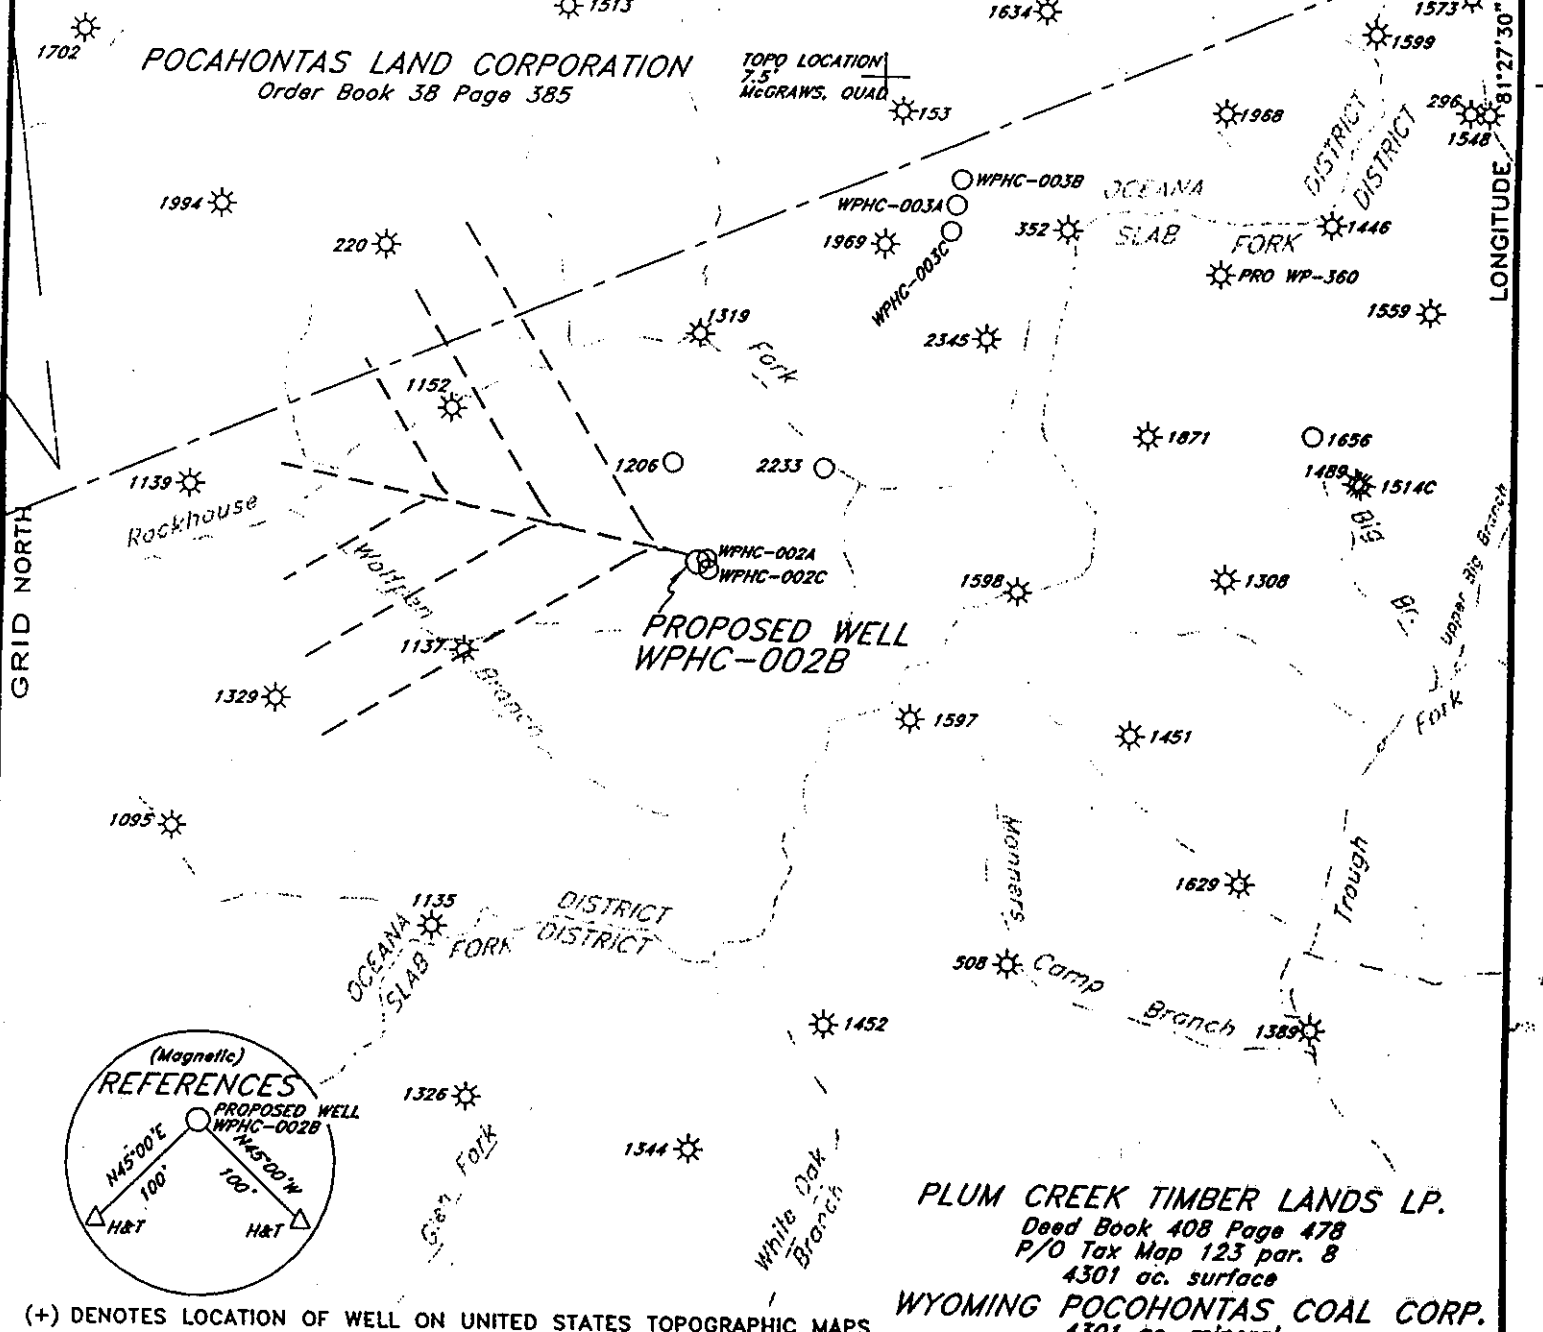 1513
1634
1573
1702
1599
POCAHONTAS LAND CORPORATION
Order Book 38 Page 385
TOPO LOCATION
7.5'
McGRAWS, QUAD
153
1968
DISTRICT
DISTRICT
296
1548
LONGITUDE 81°27'30"
1994
220
WPHC-003B
WPHC-003A
WPHC-003C
1969
352
OCEANA
SLAB FORK
1446
PRO WP-360
1559
1319
Fork
2345
1152
1871
1656
1206
2233
1489
1514C
1139
Rockhouse
GRID NORTH
Wolfpen
Branch
WPHC-002A
WPHC-002C
PROPOSED WELL
WPHC-002B
1598
1308
Big
Br.
Upper Big Branch
1137
1329
1597
1451
Fork
Trough
1095
Manners
1629
1135
DISTRICT
DISTRICT
OCEANA
SLAB
FORK
508
Camp
Branch
1389
1452
(Magnetic)
REFERENCES
PROPOSED WELL
WPHC-002B
N45°00'E
100'
N45°00'W
100'
H&T
H&T
1326
1344
Glen Fork
White Oak
Branch
PLUM CREEK TIMBER LANDS LP.
Deed Book 408 Page 478
P/O Tax Map 123 par. 8
4301 ac. surface
WYOMING POCOHONTAS COAL CORP.
4301 ac. mineral
(+) DENOTES LOCATION OF WELL ON UNITED STATES TOPOGRAPHIC MAPS